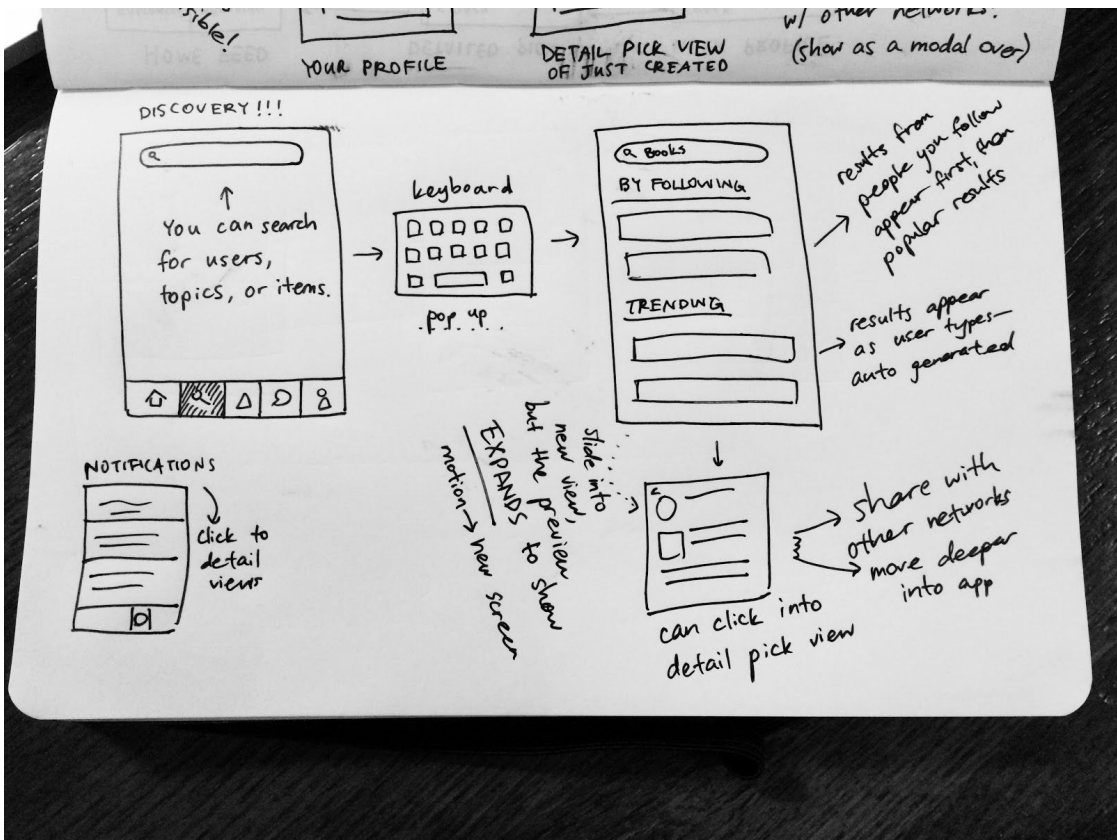 sible!
YOUR PROFILE
DETAIL PICK VIEW
OF JUST CREATED
w/ other networks.
(show as a modal over)
DISCOVERY!!!
You can search
for users,
topics, or items.
keyboard
pop up
Books
BY FOLLOWING
TRENDING
results from
people you follow
appear first, then
popular results
results appear
as user types—
auto generated
NOTIFICATIONS
click to
detail
views
slide into
new view,
but the preview
EXPANDS to show
motion → new screen
can click into
detail pick view
share with
other networks
more deeper
into app